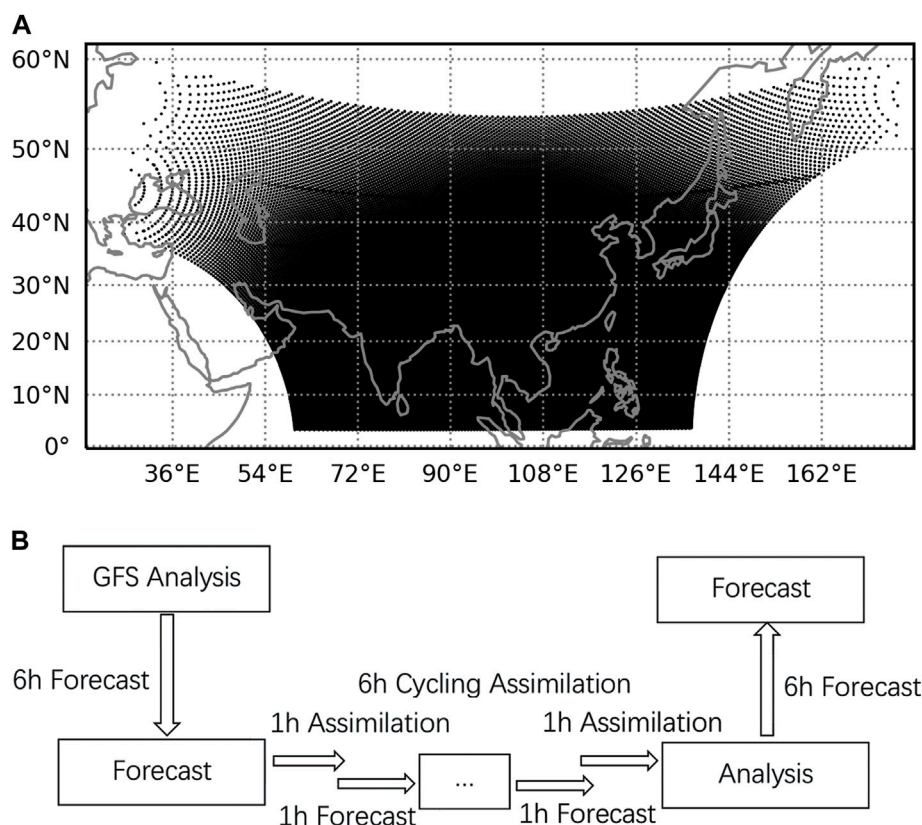 A
60°N
50°N
40°N
30°N
20°N
10°N
0°
36°E 54°E 72°E 90°E 108°E 126°E 144°E 162°E
B
GFS Analysis
Forecast
6h Forecast
6h Cycling Assimilation
6h Forecast
1h Assimilation
1h Assimilation
Forecast
...
Analysis
1h Forecast
1h Forecast